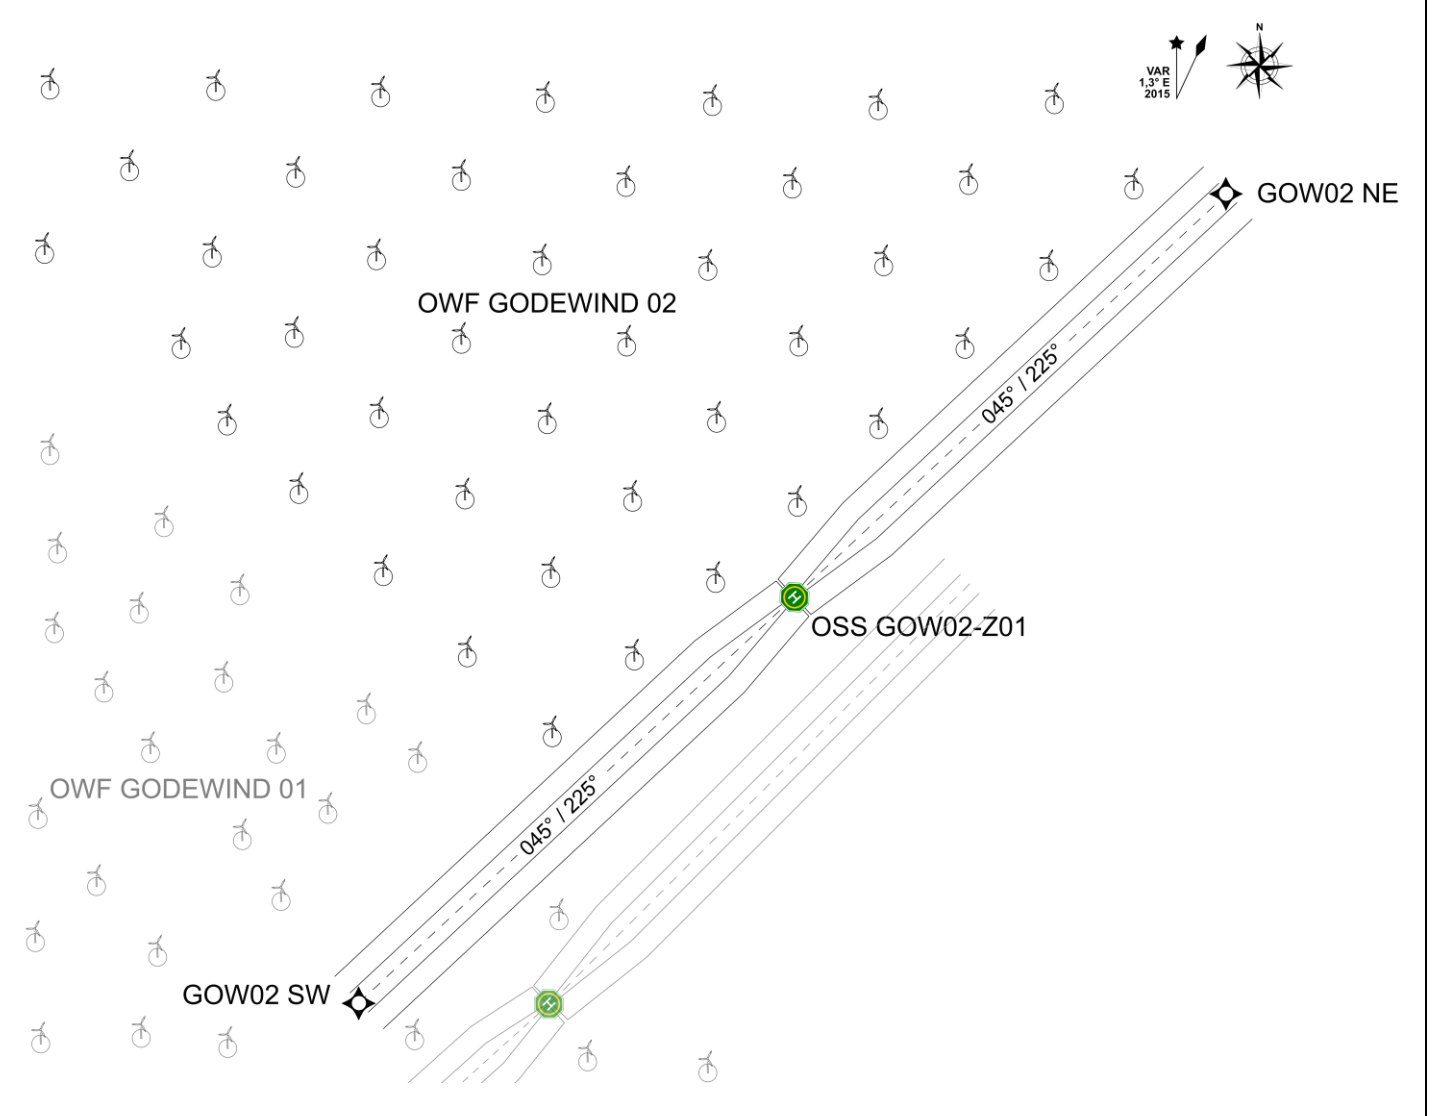 N
VAR
1,3° E
2015
GOW02 NE
OWF GODEWIND 02
045° / 225°
H
OSS GOW02-Z01
OWF GODEWIND 01
045° / 225°
GOW02 SW
H